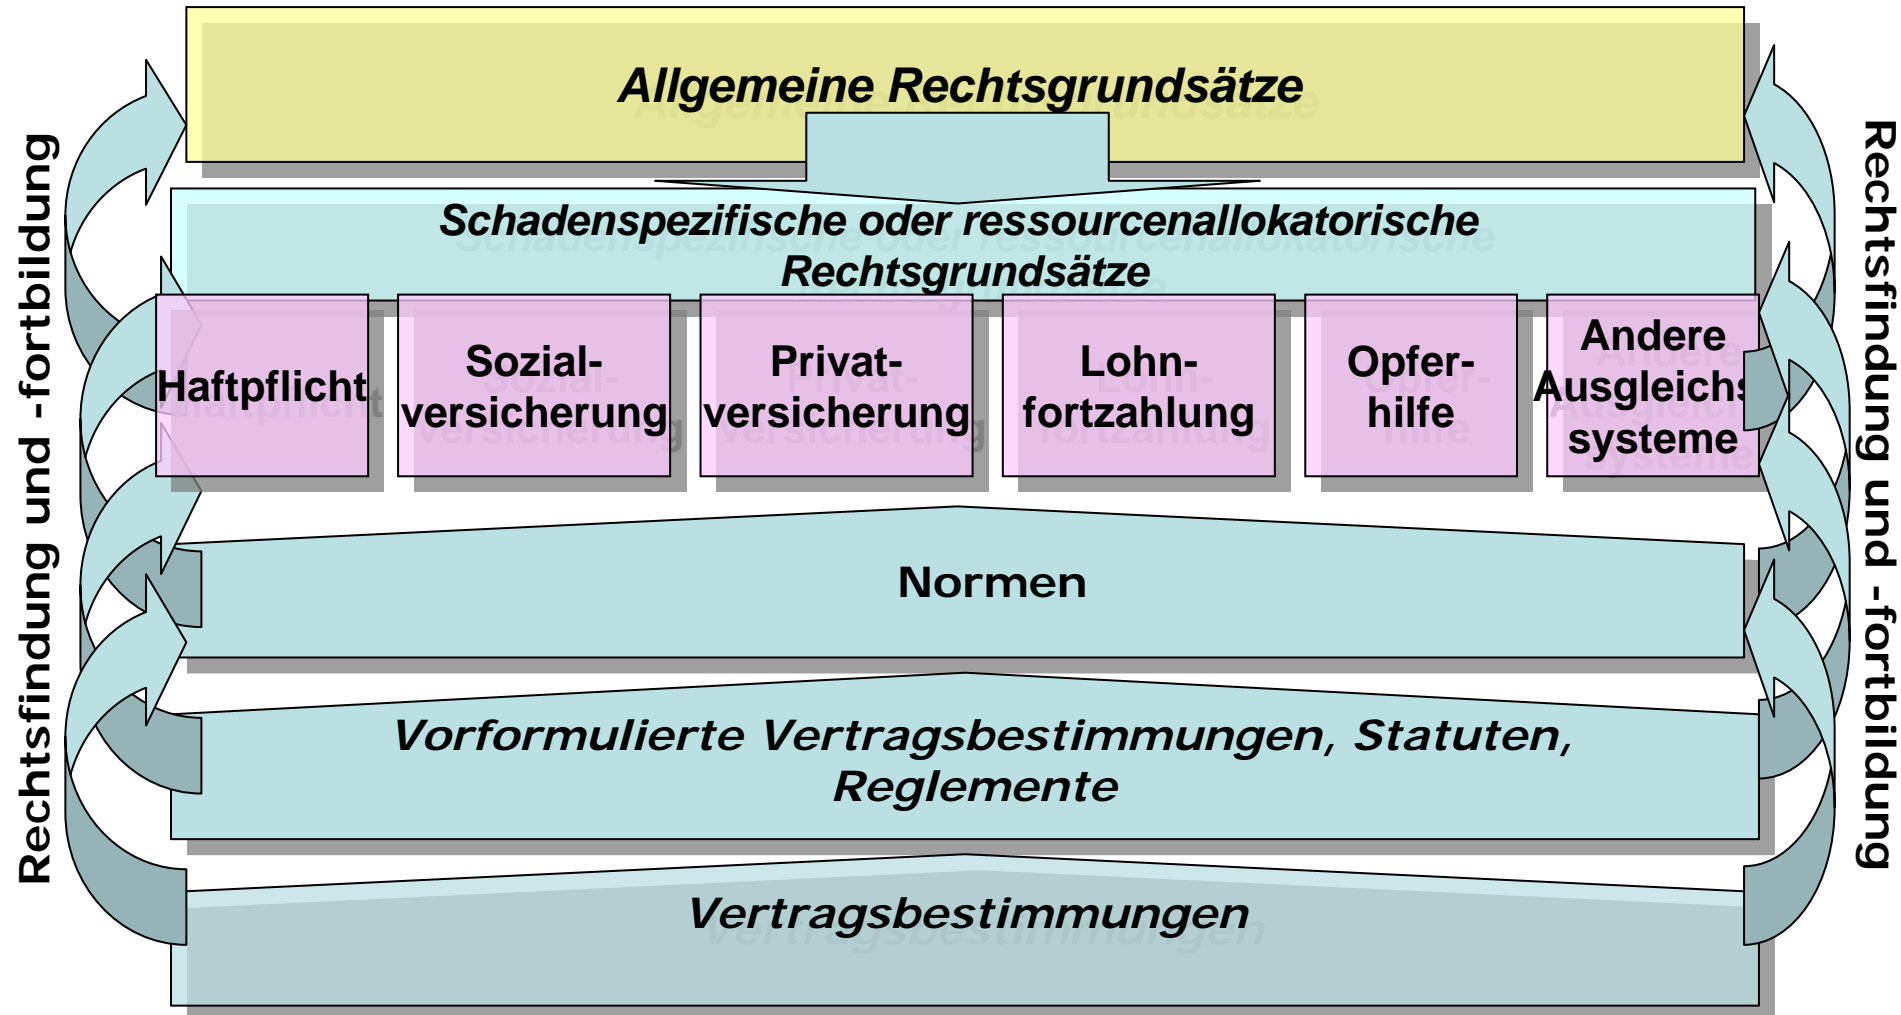 Allgemeine Rechtsgrundsätze
Schadenspezifische oder ressourcenallokatorische
Rechtsgrundsätze
Haftpflicht
Sozial-
versicherung
Privat-
versicherung
Lohn-
fortzahlung
Opfer-
hilfe
Andere
Ausgleichs
systeme
Normen
Vorformulierte Vertragsbestimmungen, Statuten,
Reglemente
Vertragsbestimmungen
Rechtsfindung und -fortbildung
Rechtsfindung und -fortbildung